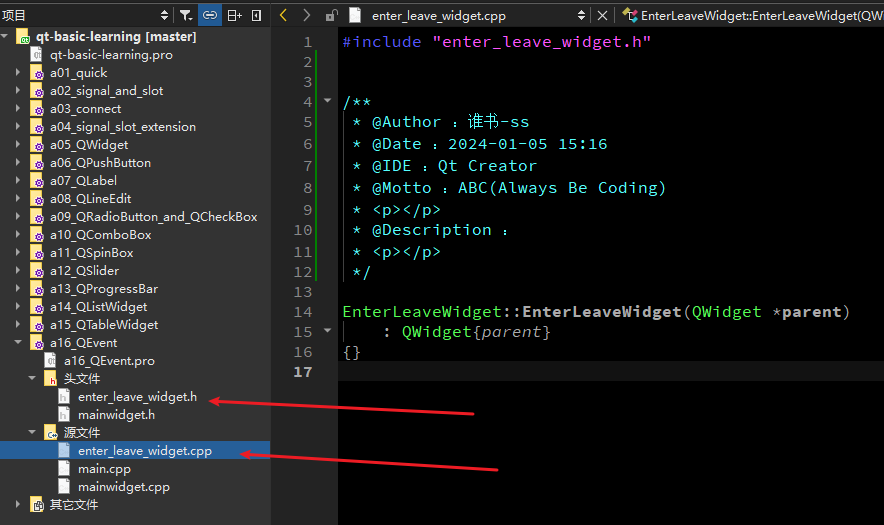 项目
enter_leave_widget.cpp
EnterLeaveWidget::EnterLeaveWidget(QW
qt-basic-learning [master]
qt-basic-learning.pro
a01_quick
a02_signal_and_slot
a03_connect
a04_signal_slot_extension
a05_QWidget
a06_QPushButton
a07_QLabel
a08_QLineEdit
a09_QRadioButton_and_QCheckBox
a10_QComboBox
a11_QSpinBox
a12_QSlider
a13_QProgressBar
a14_QListWidget
a15_QTableWidget
a16_QEvent
a16_QEvent.pro
头文件
enter_leave_widget.h
mainwidget.h
源文件
enter_leave_widget.cpp
main.cpp
mainwidget.cpp
其它文件
1 #include "enter_leave_widget.h"
2
3
4 /**
5 * @Author ：谁书-ss
6 * @Date ：2024-01-05 15:16
7 * @IDE ：Qt Creator
8 * @Motto ：ABC(Always Be Coding)
9 * <p></p>
10 * @Description ：
11 * <p></p>
12 */
13
14 EnterLeaveWidget::EnterLeaveWidget(QWidget *parent)
15 : QWidget{parent}
16 {}
17